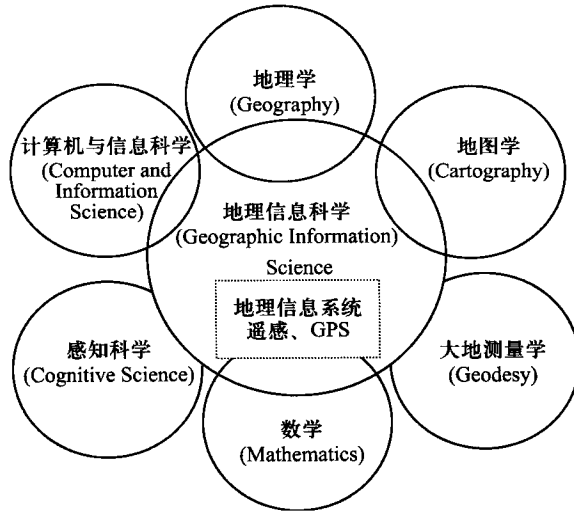 地理学
(Geography)
计算机与信息科学
(Computer and
Information
Science)
地图学
(Cartography)
地理信息科学
(Geographic Information)
Science
地理信息系统
遥感、GPS
感知科学
(Cognitive Science)
大地测量学
(Geodesy)
数学
(Mathematics)